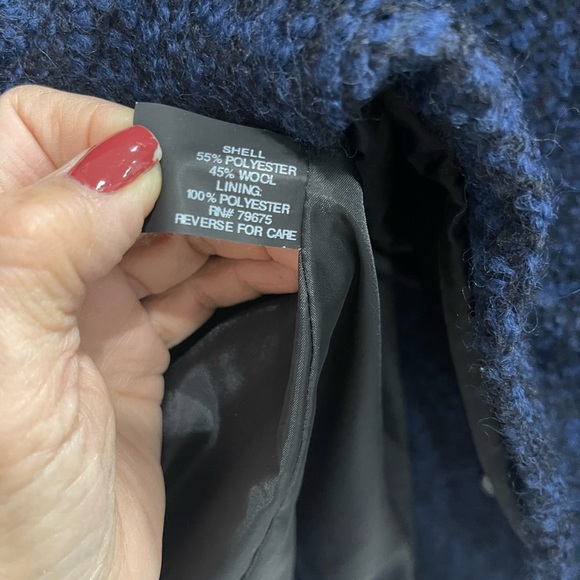 SHELL
55% POLYESTER
45% WOOL
LINING:
100% POLYESTER
RN# 79675
REVERSE FOR CARE